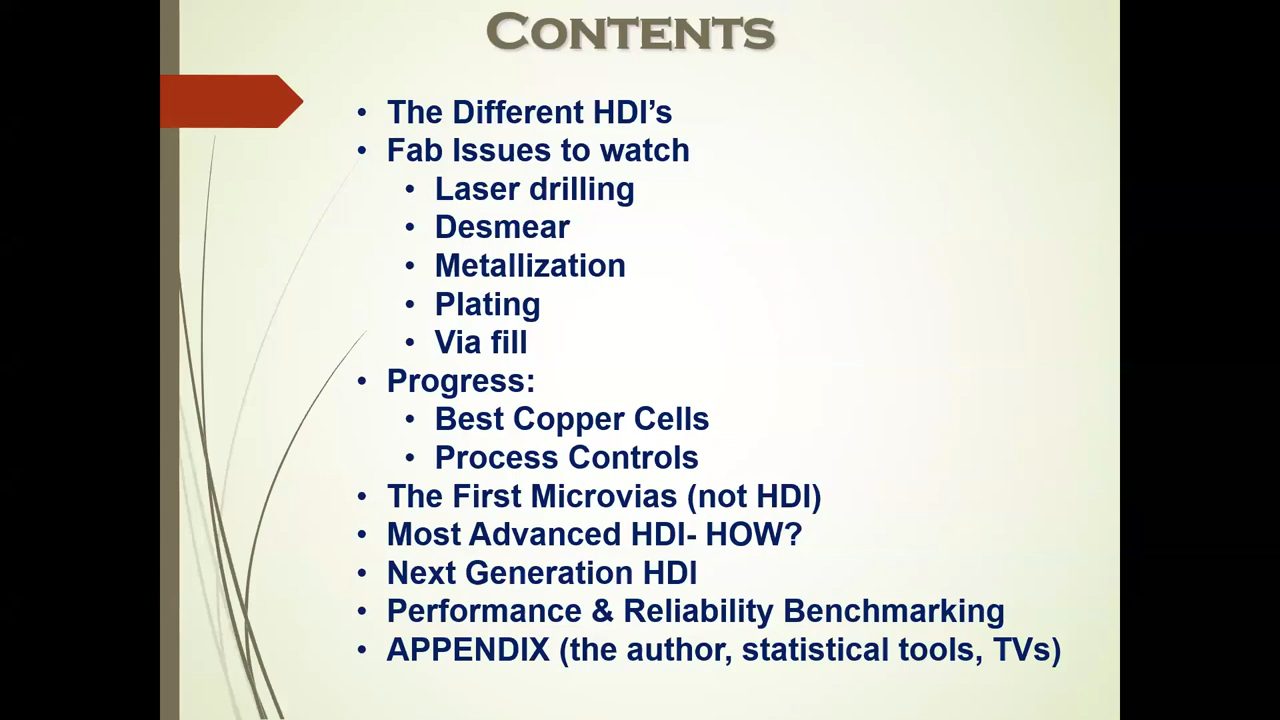 CONTENTS
• The Different HDI’s
• Fab Issues to watch
• Laser drilling
• Desmear
• Metallization
• Plating
• Via fill
• Progress:
• Best Copper Cells
• Process Controls
• The First Microvias (not HDI)
• Most Advanced HDI- HOW?
• Next Generation HDI
• Performance & Reliability Benchmarking
• APPENDIX (the author, statistical tools, TVs)